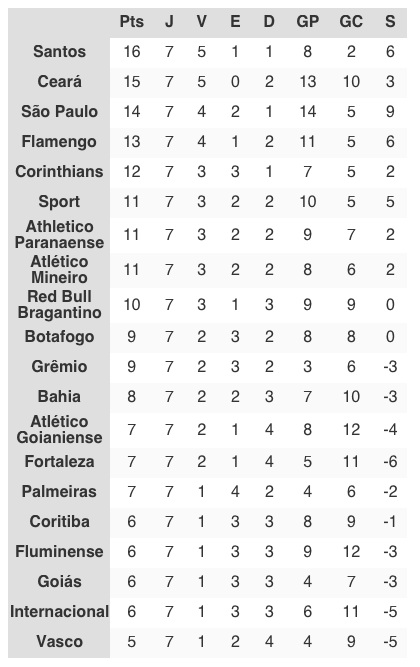 Pts J V E D GP GC S
Santos 16 7 5 1 1 8 2 6
Ceará 15 7 5 0 2 13 10 3
São Paulo 14 7 4 2 1 14 5 9
Flamengo 13 7 4 1 2 11 5 6
Corinthians 12 7 3 3 1 7 5 2
Sport 11 7 3 2 2 10 5 5
Athletico
Paranaense 11 7 3 2 2 9 7 2
Atlético
Mineiro 11 7 3 2 2 8 6 2
Red Bull
Bragantino 10 7 3 1 3 9 9 0
Botafogo 9 7 2 3 2 8 8 0
Grêmio 9 7 2 3 2 3 6 -3
Bahia 8 7 2 2 3 7 10 -3
Atlético
Goianiense 7 7 2 1 4 8 12 -4
Fortaleza 7 7 2 1 4 5 11 -6
Palmeiras 7 7 1 4 2 4 6 -2
Coritiba 6 7 1 3 3 8 9 -1
Fluminense 6 7 1 3 3 9 12 -3
Goiás 6 7 1 3 3 4 7 -3
Internacional 6 7 1 3 3 6 11 -5
Vasco 5 7 1 2 4 4 9 -5